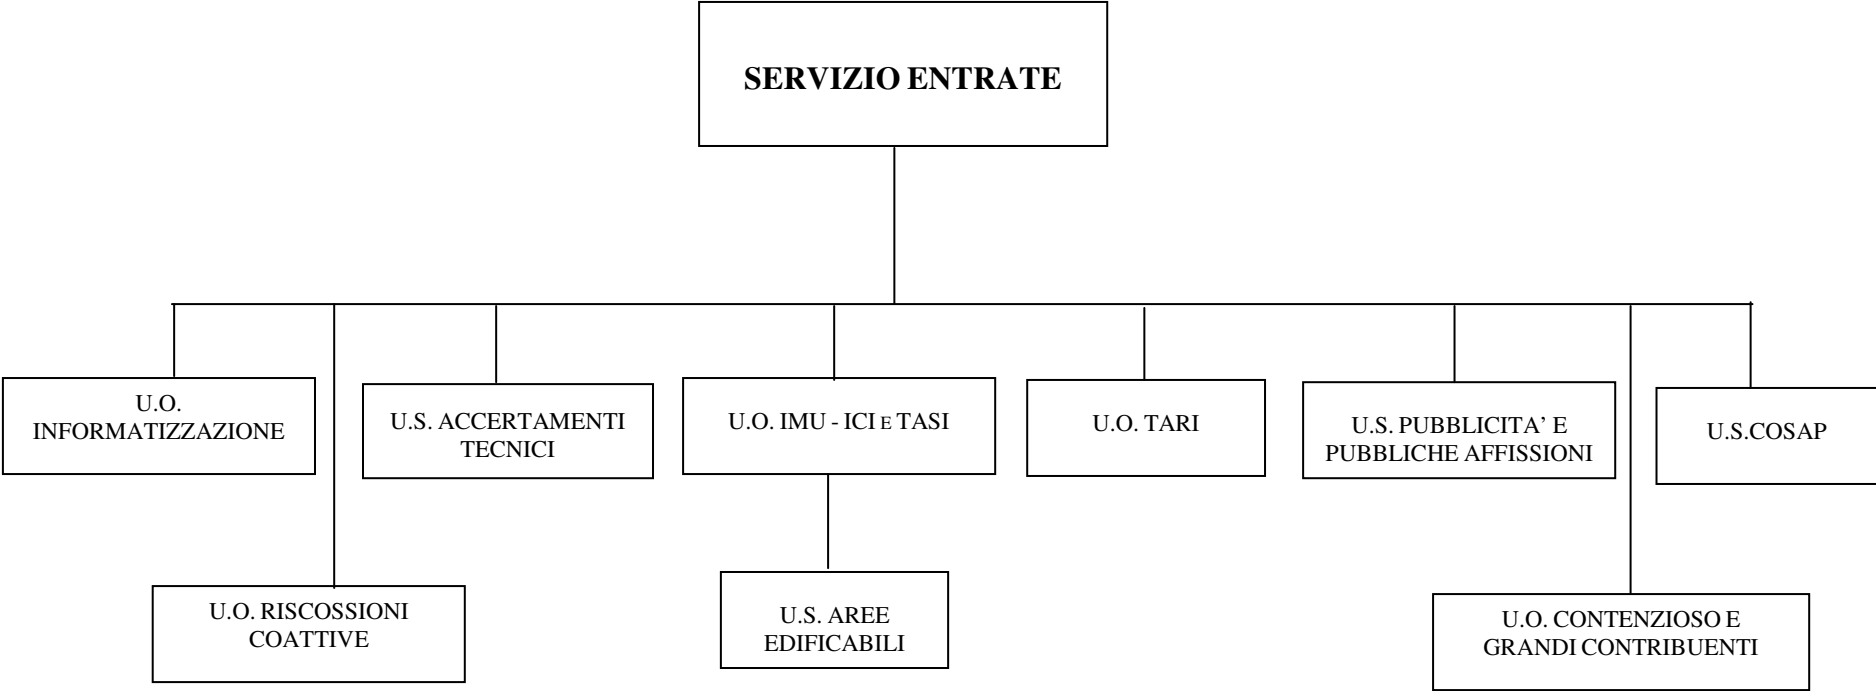 SERVIZIO ENTRATE
U.O.
INFORMATIZZAZIONE
U.S. ACCERTAMENTI
TECNICI
U.O. IMU - ICI E TASI
U.O. TARI
U.S. PUBBLICITA’ E
PUBBLICHE AFFISSIONI
U.S.COSAP
U.O. RISCOSSIONI
COATTIVE
U.S. AREE
EDIFICABILI
U.O. CONTENZIOSO E
GRANDI CONTRIBUENTI